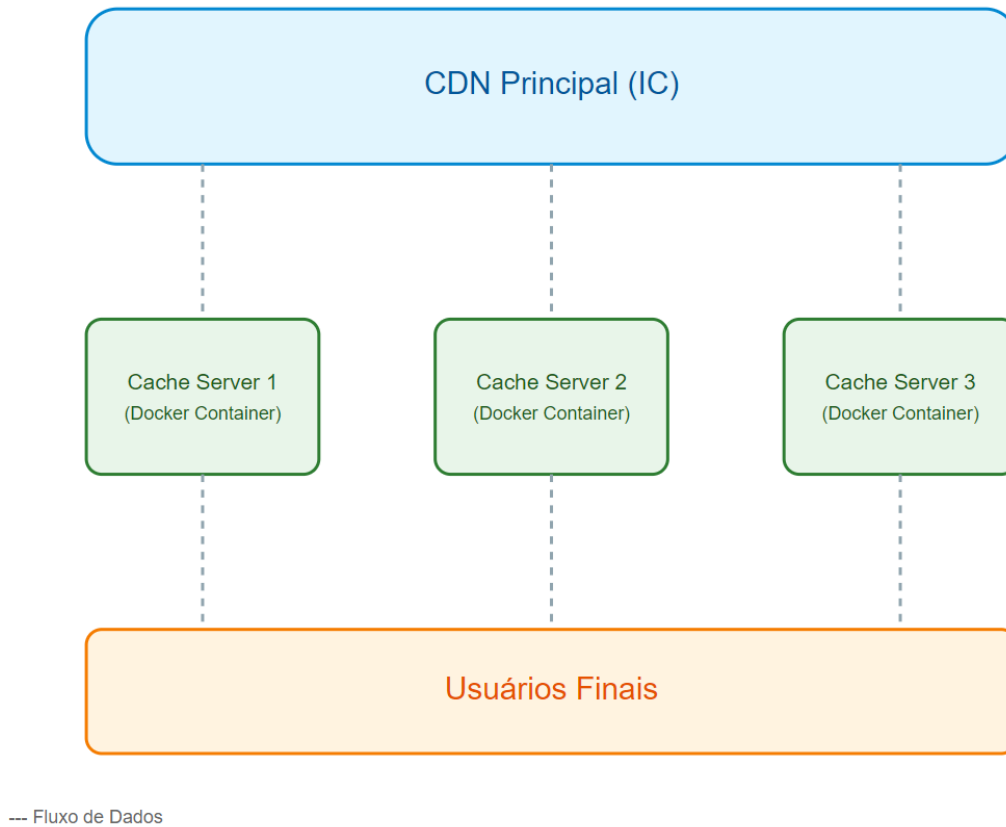 CDN Principal (IC)
Cache Server 1
(Docker Container)
Cache Server 2
(Docker Container)
Cache Server 3
(Docker Container)
Usuários Finais
--- Fluxo de Dados